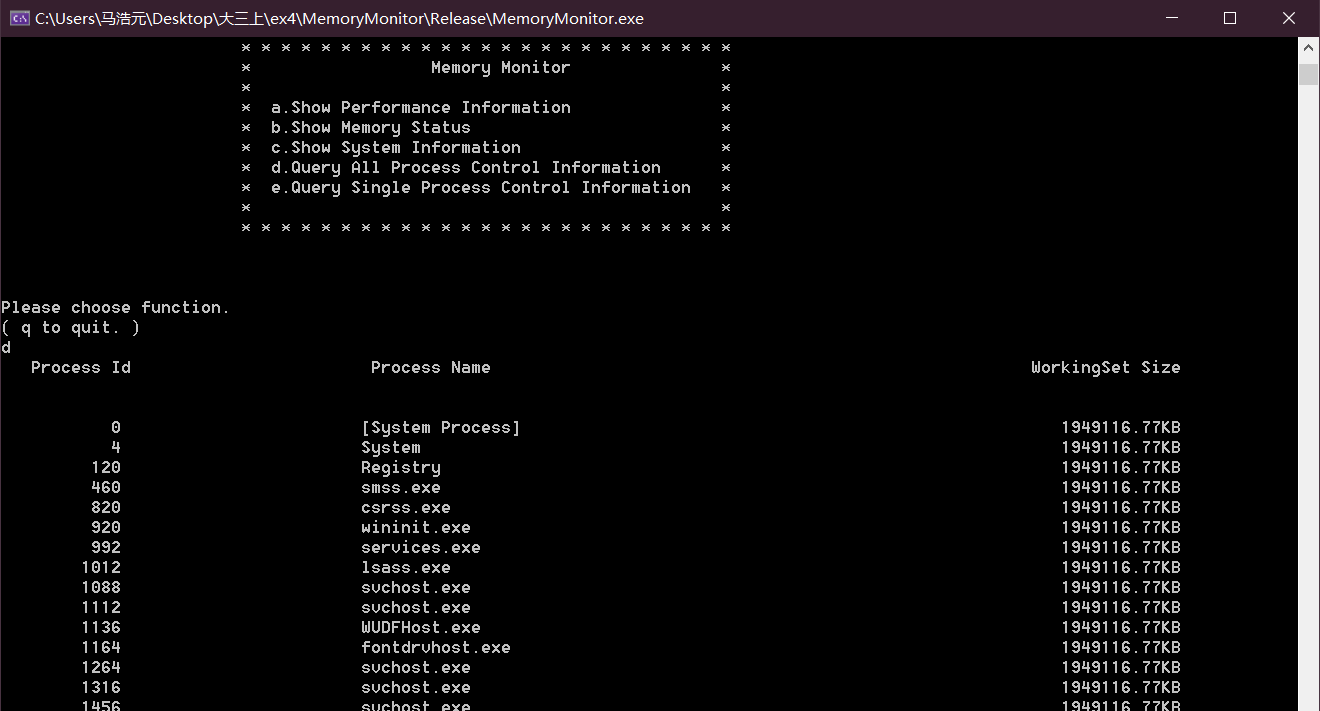 C:\Users\马浩元\Desktop\大三上\ex4\MemoryMonitor\Release\MemoryMonitor.exe
* * * * * * * * * * * * * * * * * * * * * * * * *
* Memory Monitor *
* *
* a.Show Performance Information *
* b.Show Memory Status *
* c.Show System Information *
* d.Query All Process Control Information *
* e.Query Single Process Control Information *
* *
* * * * * * * * * * * * * * * * * * * * * * * * *
Please choose function.
( q to quit. )
d
Process Id Process Name WorkingSet Size
0 [System Process] 1949116.77KB
4 System 1949116.77KB
120 Registry 1949116.77KB
460 smss.exe 1949116.77KB
820 csrss.exe 1949116.77KB
920 wininit.exe 1949116.77KB
992 services.exe 1949116.77KB
1012 lsass.exe 1949116.77KB
1088 svchost.exe 1949116.77KB
1112 svchost.exe 1949116.77KB
1136 WUDFHost.exe 1949116.77KB
1164 fontdrvhost.exe 1949116.77KB
1264 svchost.exe 1949116.77KB
1316 svchost.exe 1949116.77KB
1456 svchost.exe 1949116.77KB